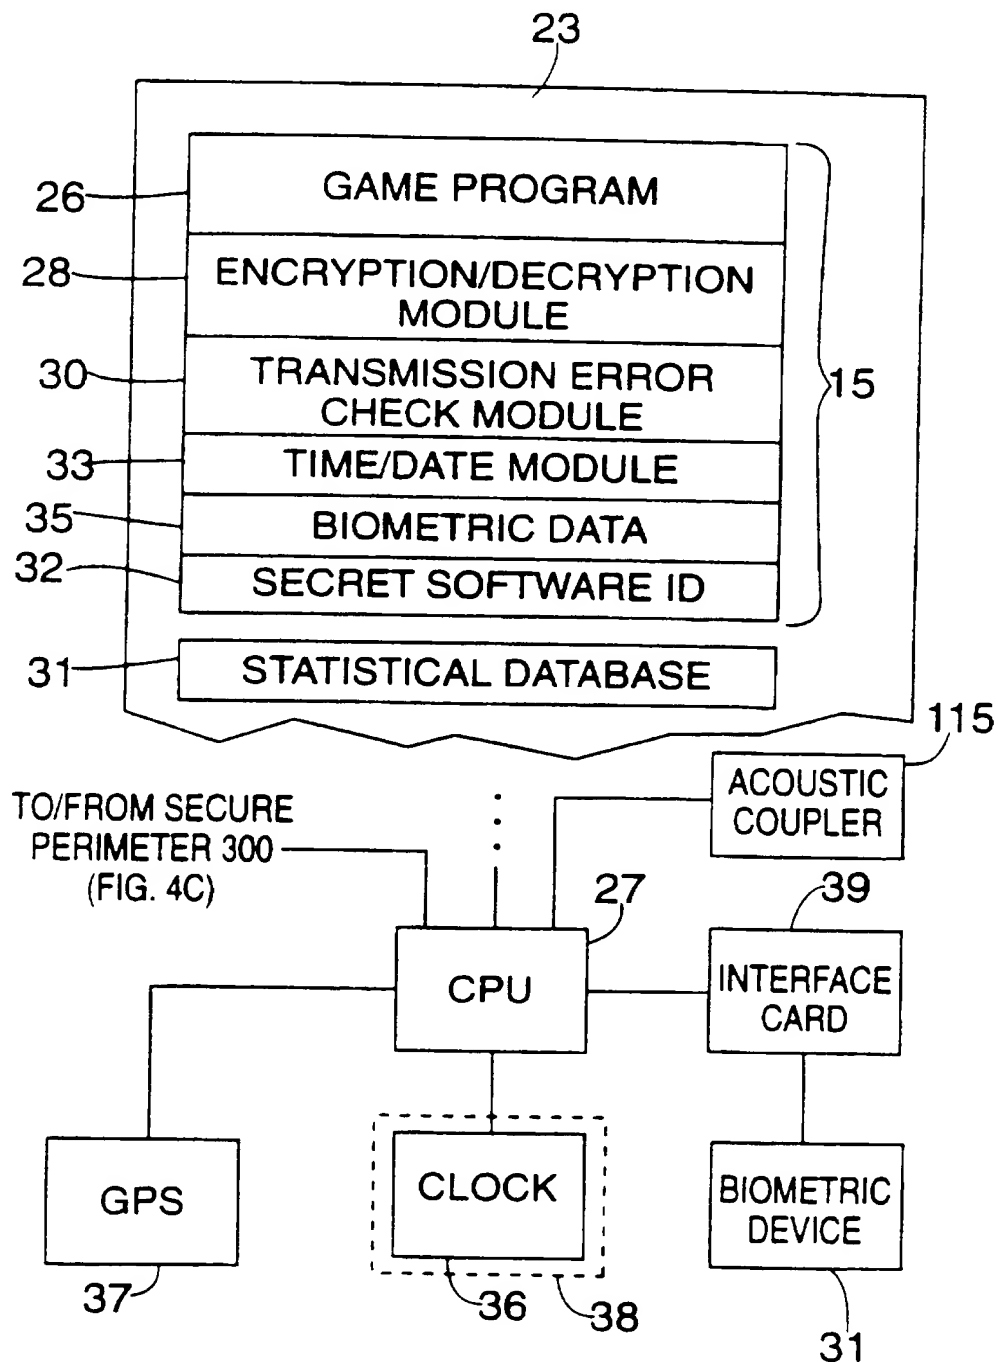 23
26
GAME PROGRAM
28
ENCRYPTION/DECRYPTION
MODULE
30
TRANSMISSION ERROR
CHECK MODULE
15
33
TIME/DATE MODULE
35
BIOMETRIC DATA
32
SECRET SOFTWARE ID
31
STATISTICAL DATABASE
115
ACOUSTIC
COUPLER
TO/FROM SECURE
PERIMETER 300
(FIG. 4C)
27
CPU
39
INTERFACE
CARD
GPS
37
CLOCK
36
38
BIOMETRIC
DEVICE
31